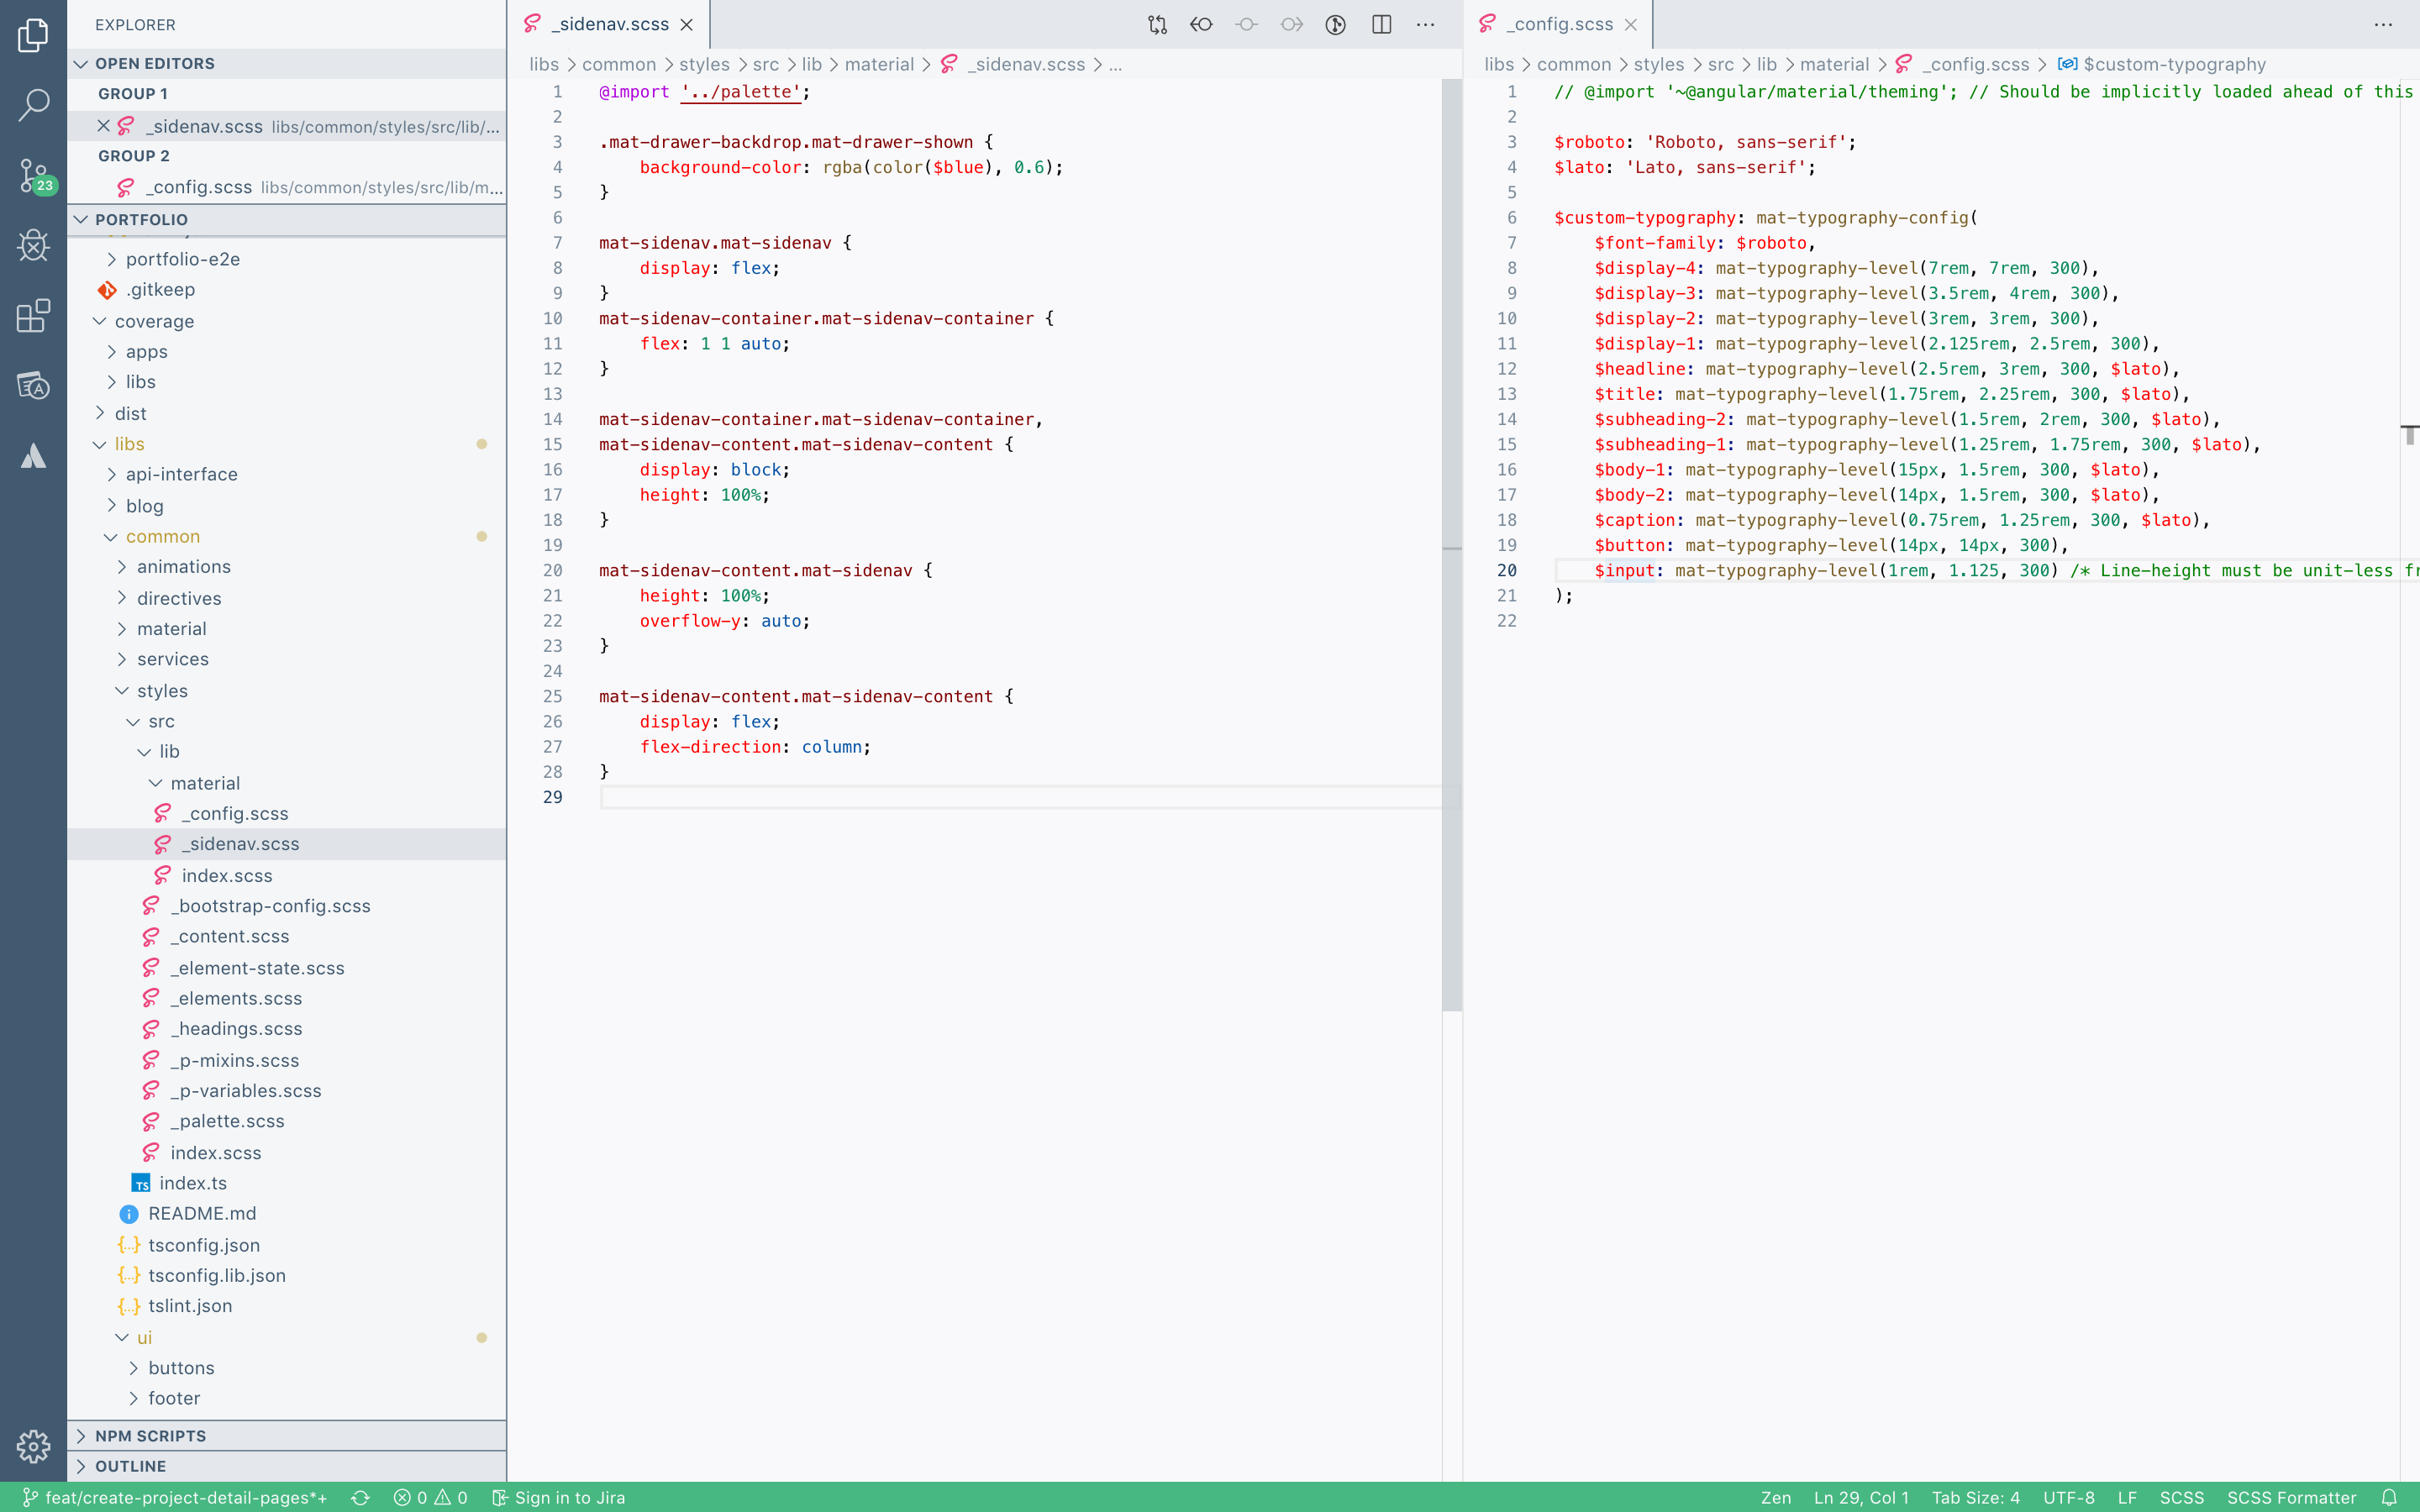 EXPLORER
OPEN EDITORS
GROUP 1
_sidenav.scss libs/common/styles/src/lib/...
GROUP 2
_config.scss libs/common/styles/src/lib/m...
23
PORTFOLIO
portfolio-e2e
.gitkeep
coverage
apps
libs
dist
libs
api-interface
blog
common
animations
directives
material
services
styles
src
lib
material
_config.scss
_sidenav.scss
index.scss
_bootstrap-config.scss
_content.scss
_element-state.scss
_elements.scss
_headings.scss
_p-mixins.scss
_p-variables.scss
_palette.scss
index.scss
TS index.ts
README.md
tsconfig.json
tsconfig.lib.json
tslint.json
ui
buttons
footer
NPM SCRIPTS
OUTLINE
_sidenav.scss
libs > common > styles > src > lib > material > _sidenav.scss > ...
1 @import '../palette';
2
3 .mat-drawer-backdrop.mat-drawer-shown {
4 background-color: rgba(color($blue), 0.6);
5 }
6
7 mat-sidenav.mat-sidenav {
8 display: flex;
9 }
10 mat-sidenav-container.mat-sidenav-container {
11 flex: 1 1 auto;
12 }
13
14 mat-sidenav-container.mat-sidenav-container,
15 mat-sidenav-content.mat-sidenav-content {
16 display: block;
17 height: 100%;
18 }
19
20 mat-sidenav-content.mat-sidenav {
21 height: 100%;
22 overflow-y: auto;
23 }
24
25 mat-sidenav-content.mat-sidenav-content {
26 display: flex;
27 flex-direction: column;
28 }
29
_config.scss
libs > common > styles > src > lib > material > _config.scss > $custom-typography
1 // @import '~@angular/material/theming'; // Should be implicitly loaded ahead of this
2
3 $roboto: 'Roboto, sans-serif';
4 $lato: 'Lato, sans-serif';
5
6 $custom-typography: mat-typography-config(
7 $font-family: $roboto,
8 $display-4: mat-typography-level(7rem, 7rem, 300),
9 $display-3: mat-typography-level(3.5rem, 4rem, 300),
10 $display-2: mat-typography-level(3rem, 3rem, 300),
11 $display-1: mat-typography-level(2.125rem, 2.5rem, 300),
12 $headline: mat-typography-level(2.5rem, 3rem, 300, $lato),
13 $title: mat-typography-level(1.75rem, 2.25rem, 300, $lato),
14 $subheading-2: mat-typography-level(1.5rem, 2rem, 300, $lato),
15 $subheading-1: mat-typography-level(1.25rem, 1.75rem, 300, $lato),
16 $body-1: mat-typography-level(15px, 1.5rem, 300, $lato),
17 $body-2: mat-typography-level(14px, 1.5rem, 300, $lato),
18 $caption: mat-typography-level(0.75rem, 1.25rem, 300, $lato),
19 $button: mat-typography-level(14px, 14px, 300),
20 $input: mat-typography-level(1rem, 1.125, 300) /* Line-height must be unit-less fr
21 );
22
feat/create-project-detail-pages*+ 0 0 Sign in to Jira Zen Ln 29, Col 1 Tab Size: 4 UTF-8 LF SCSS SCSS Formatter